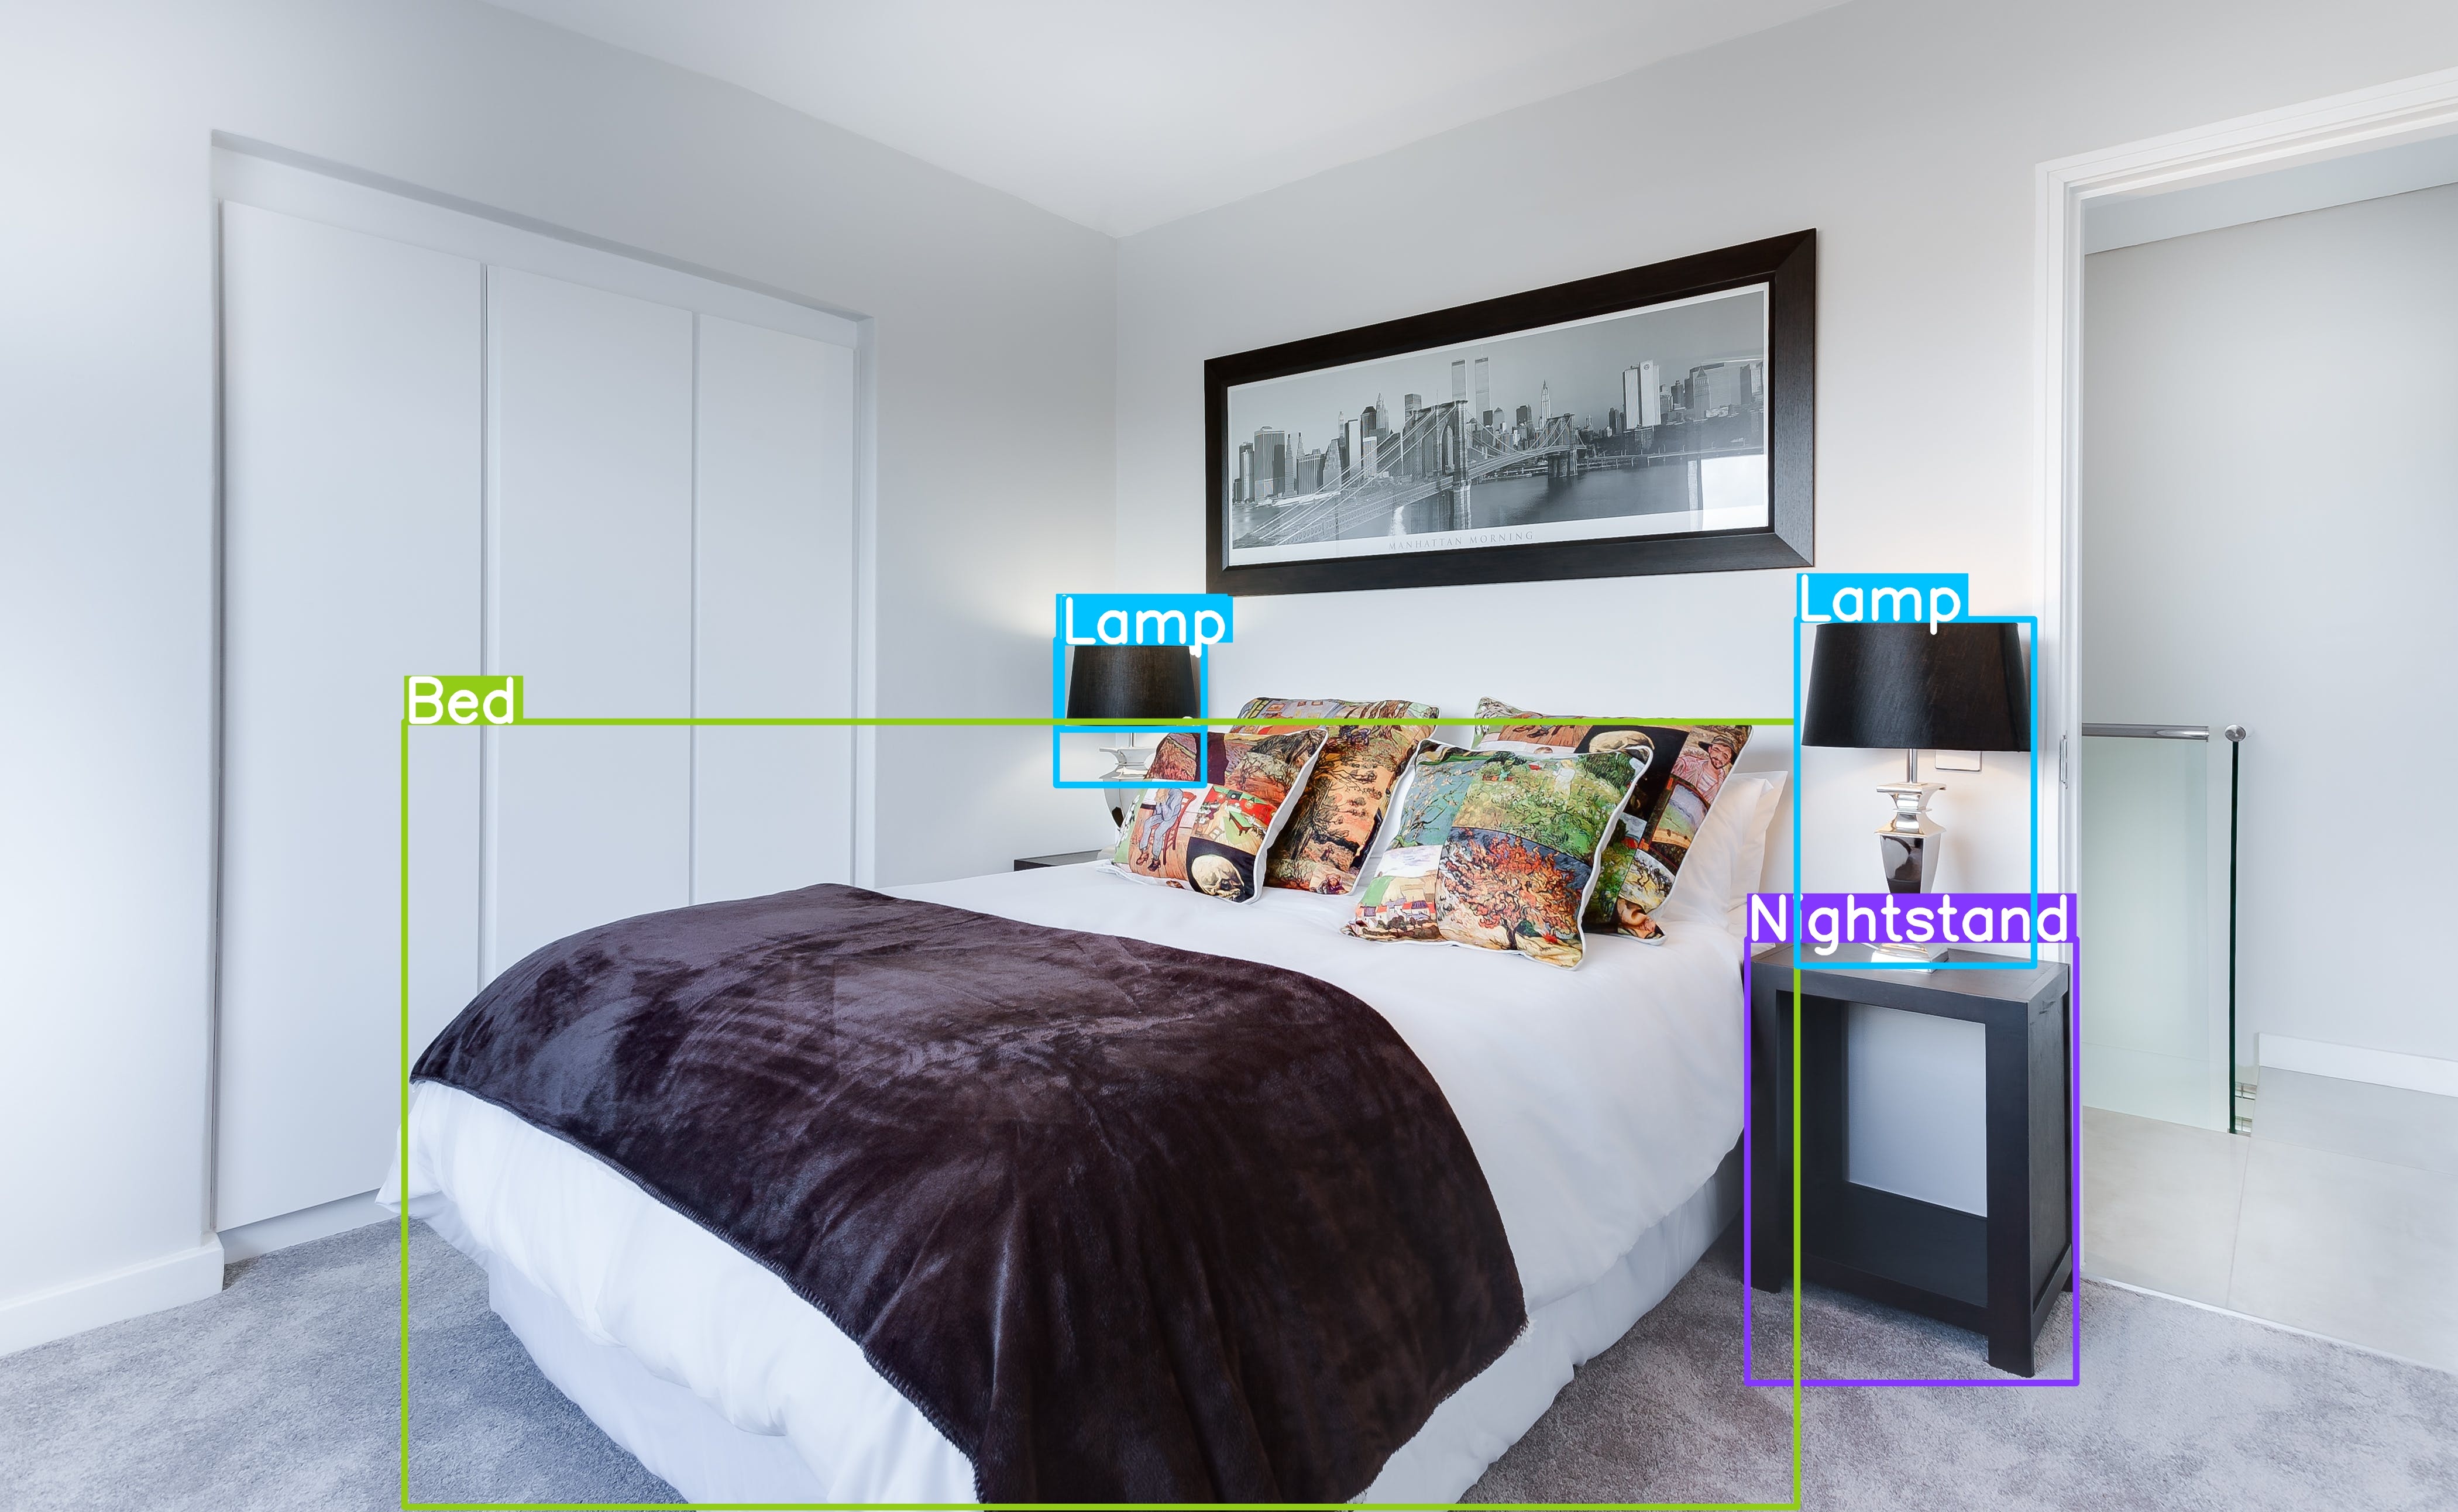 MANHATTAN MORNING
Lamp
Lamp
Bed
Nightstand